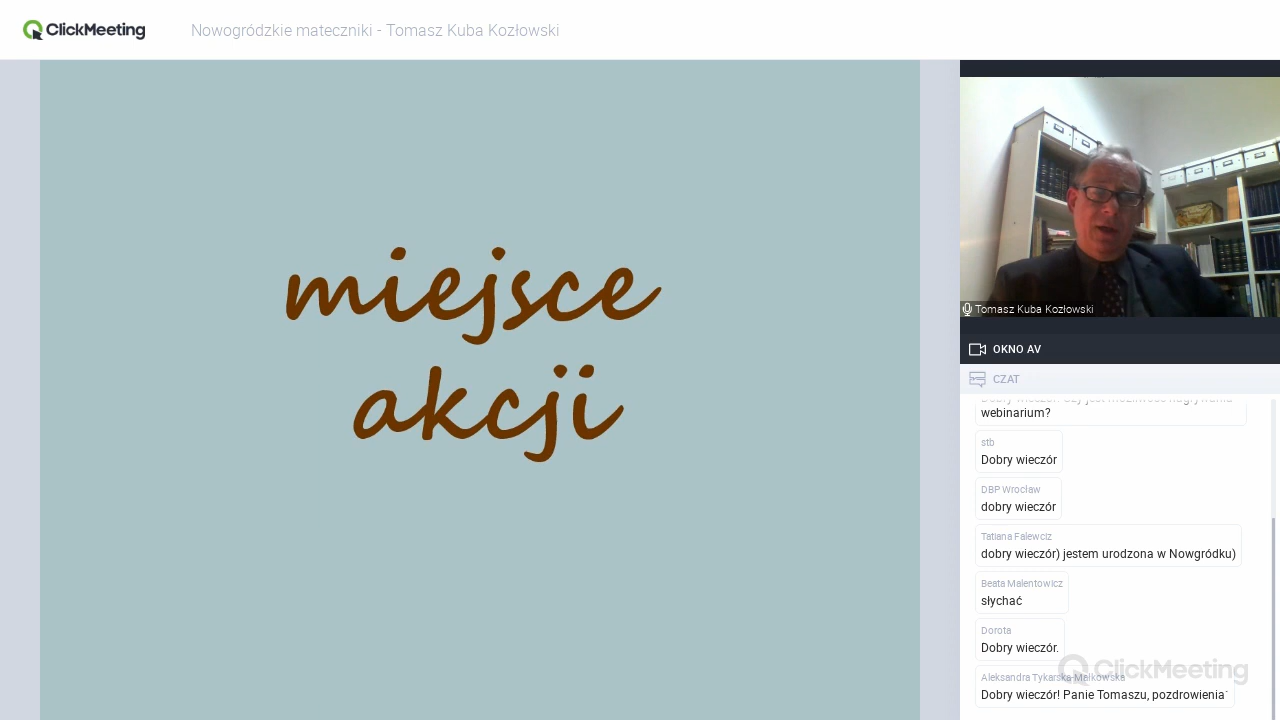 ClickMeeting
Nowogródzkie mateczniki - Tomasz Kuba Kozłowski
miejsce
akcji
Tomasz Kuba Kozłowski
OKNO AV
CZAT
webinarium?
stb
Dobry wieczór
DBP Wrocław
dobry wieczór
Tatiana Falewciz
dobry wieczór) jestem urodzona w Nowgródku)
Beata Malentowicz
słychać
Dorota
Dobry wieczór.
ClickMeeting
Aleksandra Tykarska-Małkowska
Dobry wieczór! Panie Tomaszu, pozdrowienia